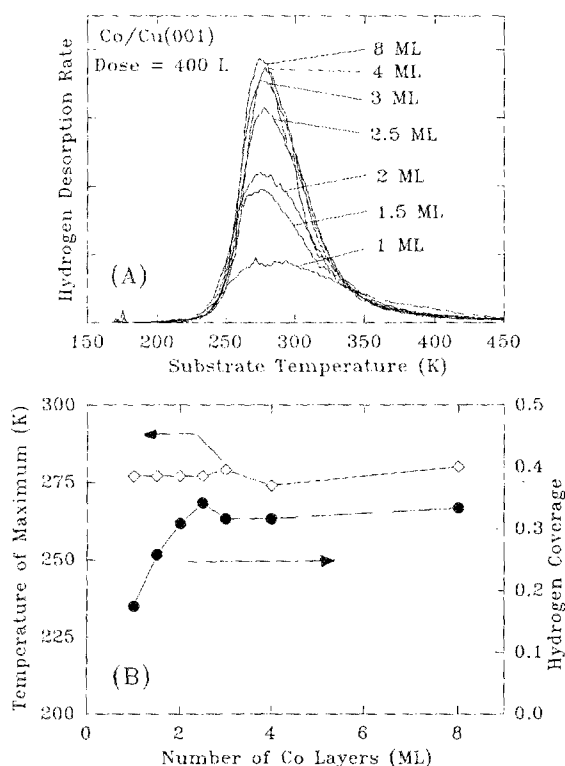 Co/Cu(001)
Dose = 400 L
8 ML
4 ML
3 ML
2.5 ML
2 ML
1.5 ML
1 ML
(A)
Hydrogen Desorption Rate
150 200 250 300 350 400 450
Substrate Temperature (K)
300
275
250
225
200
Temperature of Maximum (K)
0.5
0.4
0.3
0.2
0.1
0.0
Hydrogen Coverage
(B)
0 2 4 6 8
Number of Co Layers (ML)